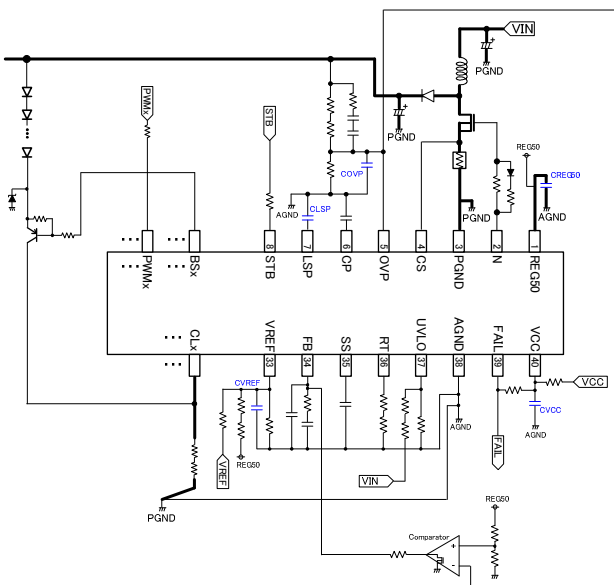 VIN
PGND
PWMx
STB
PGND
REG50
COVP
CREG50
AGND
CLSP
AGND
PGND
8
7
6
5
4
3
2
1
PWMx
BSx
STB
LSP
CP
OVP
CS
PGND
N
REG50
CLx
VREF
FB
SS
RT
UVLO
AGND
FAIL
VCC
33
34
35
36
37
38
39
40
CVREF
VCC
CVCC
AGND
AGND
VREF
REG50
VIN
FAIL
PGND
REG50
Comparator
+
-